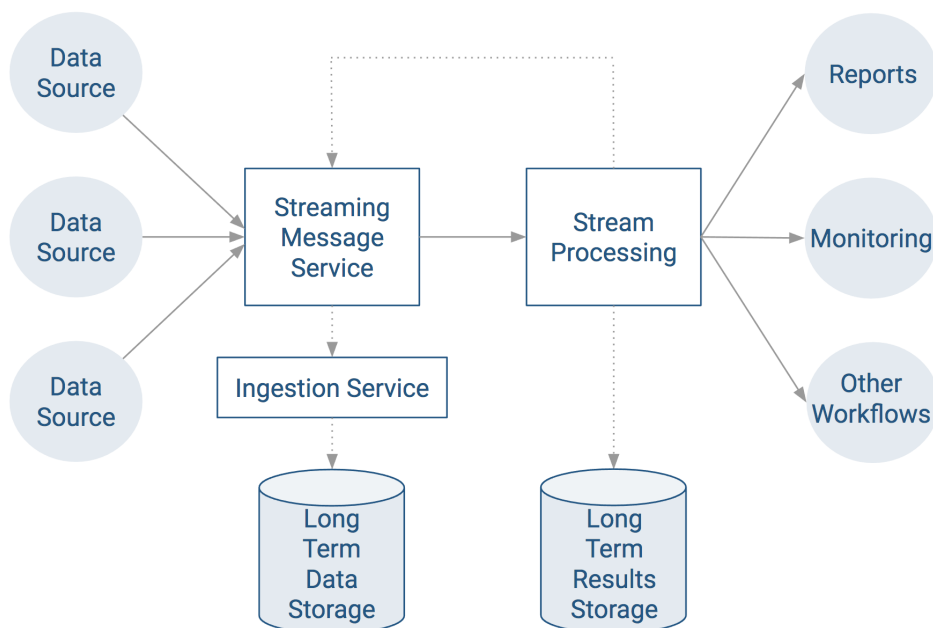 Data
Source
Data
Source
Data
Source
Streaming
Message
Service
Ingestion Service
Long
Term
Data
Storage
Stream
Processing
Long
Term
Results
Storage
Reports
Monitoring
Other
Workflows